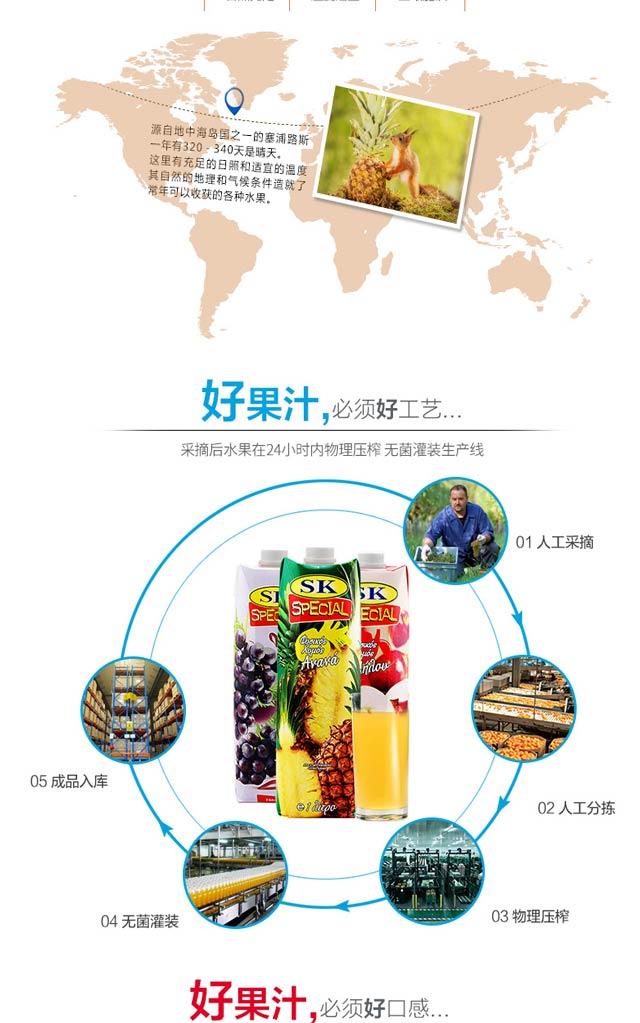 源自地中海岛国之一的塞浦路斯
一年有320 - 340天是晴天。
这里有充足的日照和适宜的温度
其自然的地理和气候条件造就了
常年可以收获的各种水果。
好果汁,必须好工艺...
采摘后水果在24小时内物理压榨 无菌灌装生产线
01 人工采摘
SK
SPECIAL
Φυσικός
Χυμός
Ανανά
e 1 λίτρο
02 人工分拣
03 物理压榨
04 无菌灌装
05 成品入库
好果汁,必须好口感...